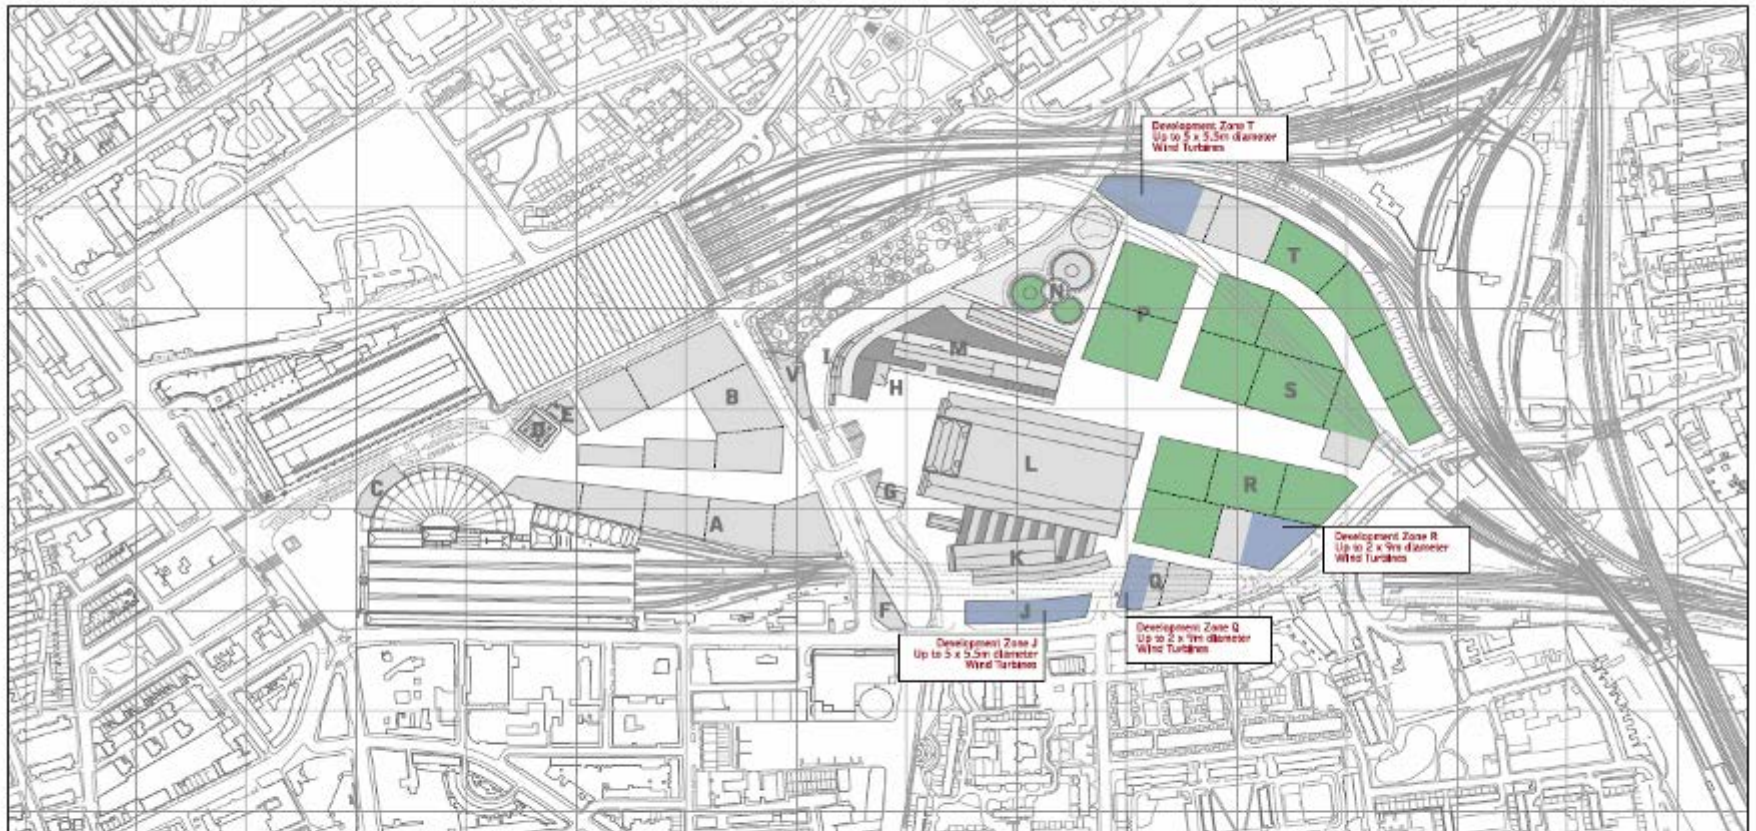 Development Zone T
Up to 5 x 5.5m diameter
Wind Turbines
T
N
P
I
M
V
H
S
B
E
D
L
C
R
G
A
Development Zone R
Up to 2 x 9m diameter
Wind Turbines
K
Q
F
J
Development Zone J
Up to 5 x 5.5m diameter
Wind Turbines
Development Zone Q
Up to 2 x 9m diameter
Wind Turbines